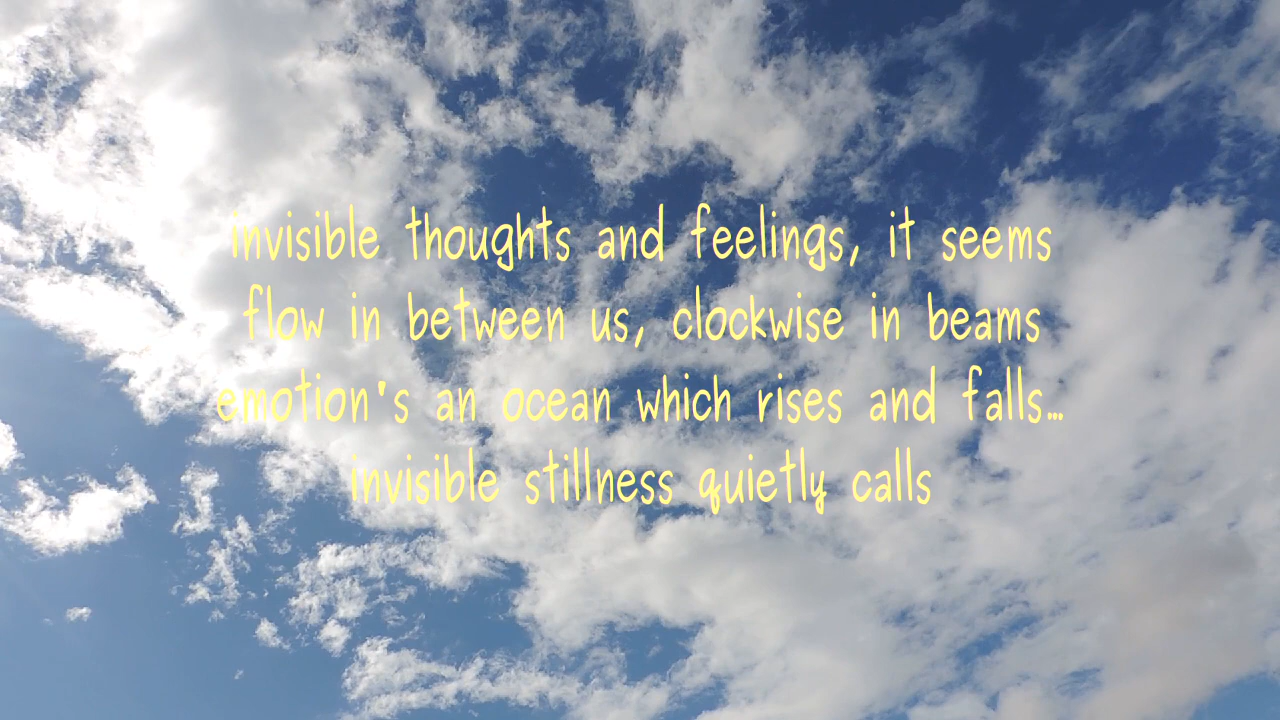 invisible thoughts and feelings, it seems
flow in between us, clockwise in beams
emotion's an ocean which rises and falls...
invisible stillness quietly calls